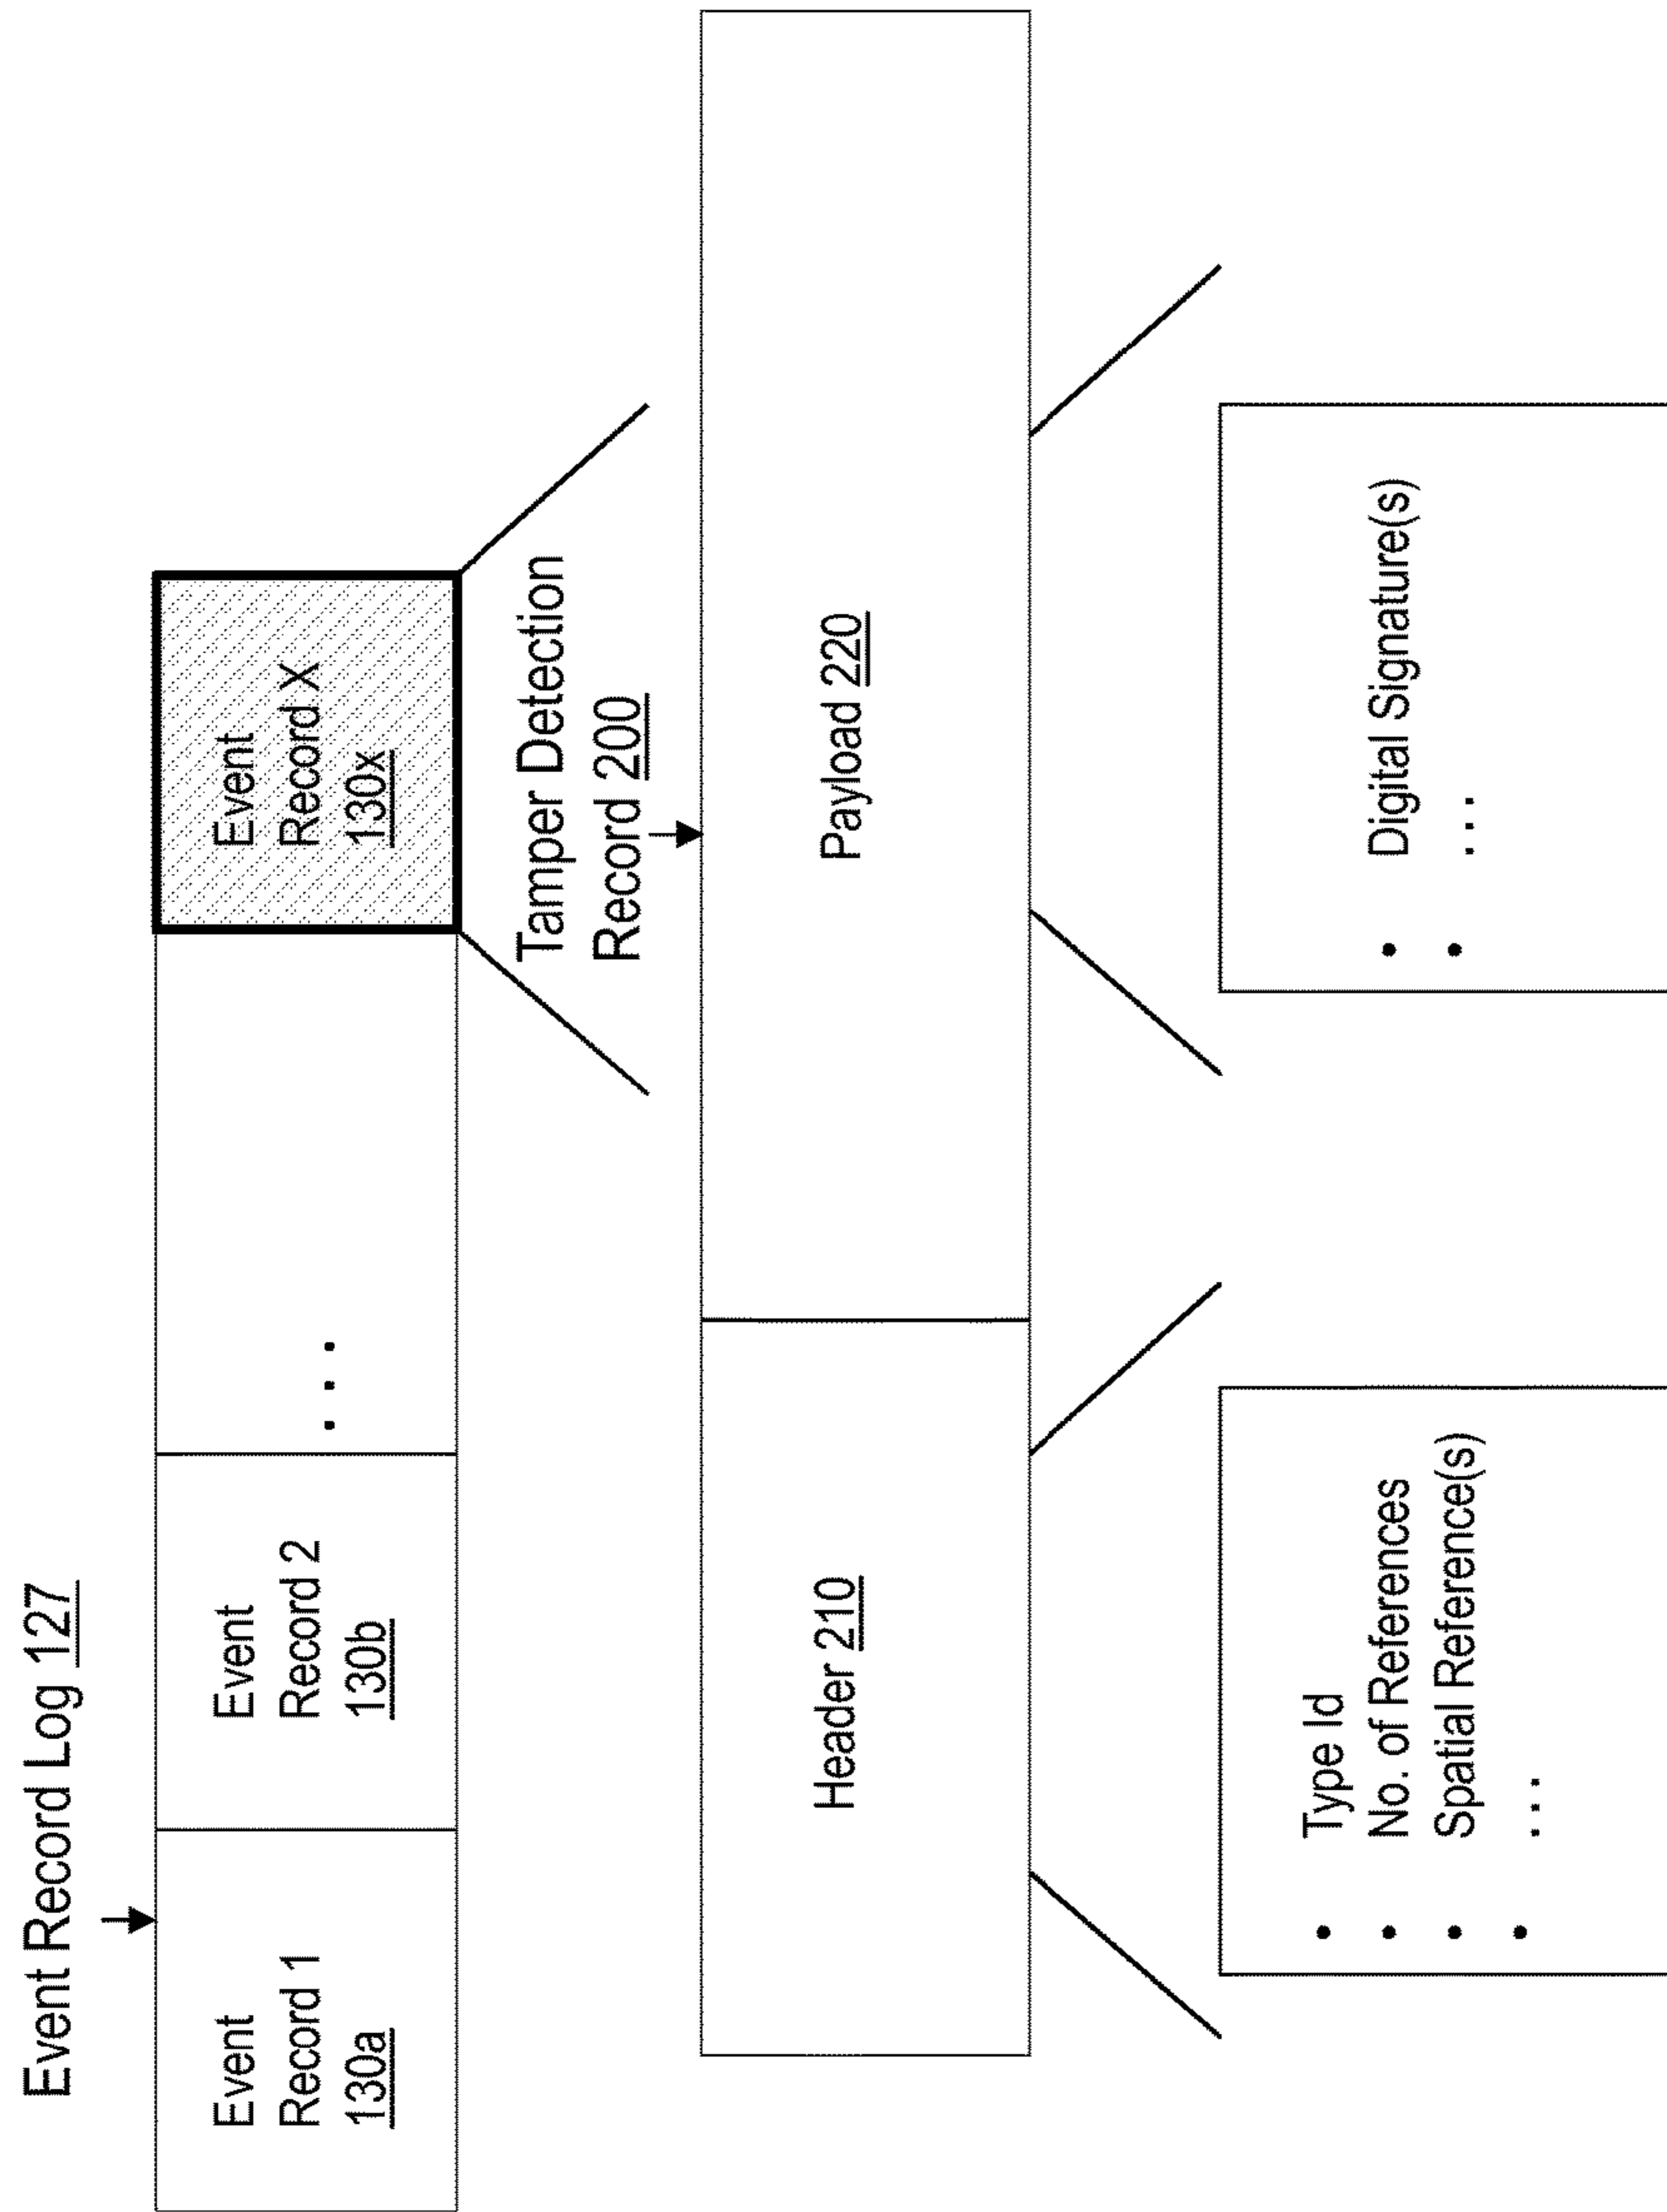 Event Record Log 127
Event
Record 1
130a
Event
Record 2
130b
. . .
Event
Record X
130x
Tamper Detection
Record 200
Header 210
Payload 220
• Type Id
• No. of References
• Spatial Reference(s)
• . . .
• Digital Signature(s)
• . . .